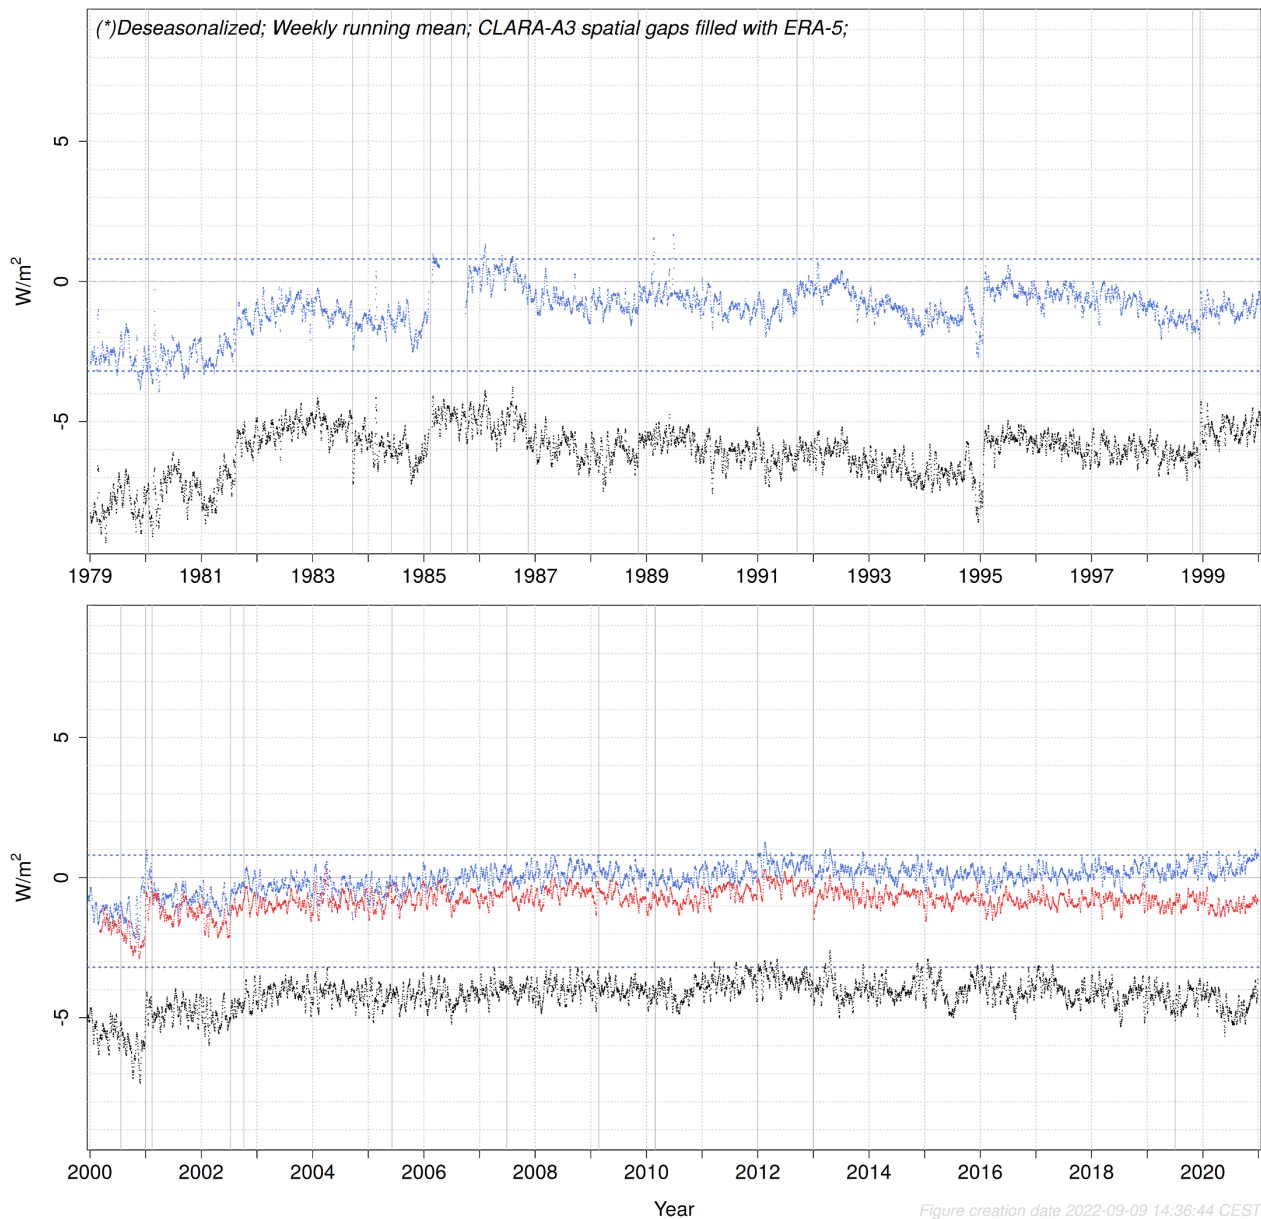 (*)Deseasonalized; Weekly running mean; CLARA-A3 spatial gaps filled with ERA-5;
5
0
-5
W/m²
1979 1981 1983 1985 1987 1989 1991 1993 1995 1997 1999
5
0
-5
W/m²
2000 2002 2004 2006 2008 2010 2012 2014 2016 2018 2020
Year
Figure creation date 2022-09-09 14:36:44 CEST